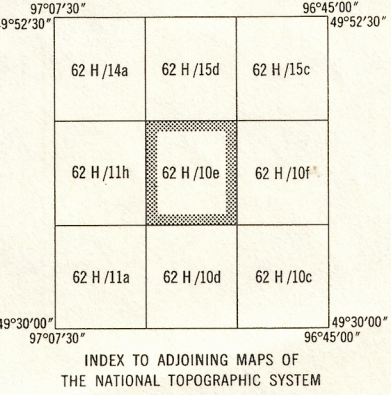 97°07'30" 96°45'00"
49°52'30" 49°52'30"
62 H/14a 62 H/15d 62 H/15c
62 H/11h 62 H/10e 62 H/10f
62 H/11a 62 H/10d 62 H/10c
49°30'00" 49°30'00"
97°07'30" 96°45'00"
INDEX TO ADJOINING MAPS OF
THE NATIONAL TOPOGRAPHIC SYSTEM